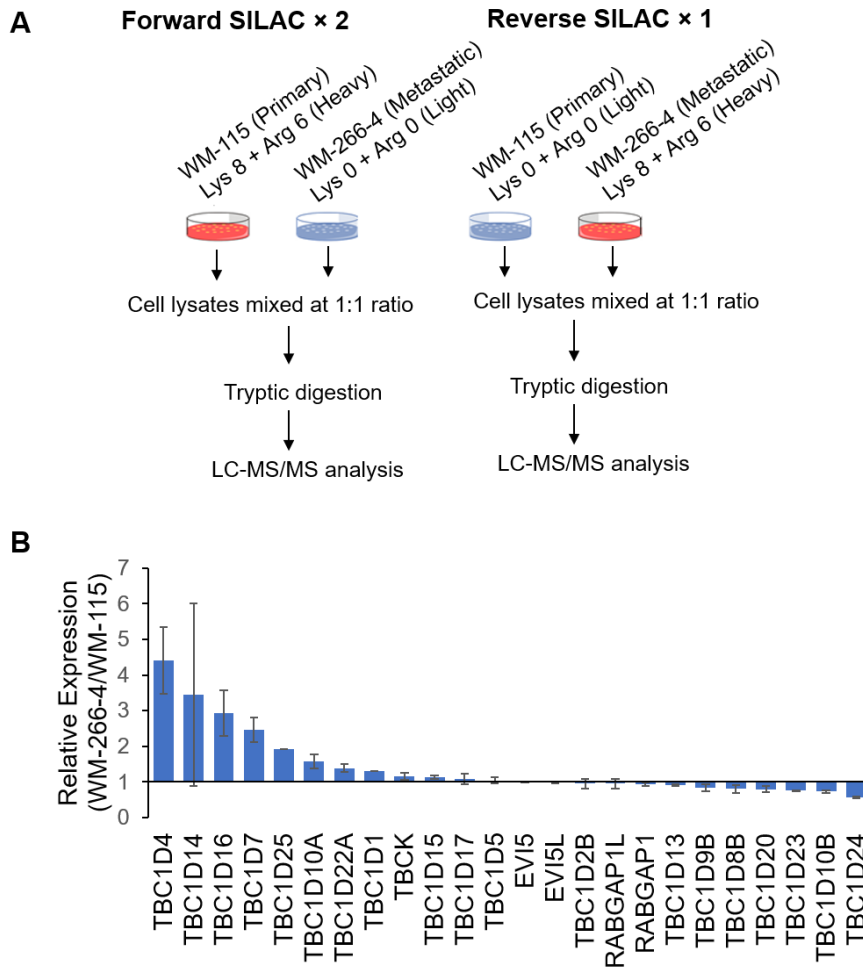 A
Forward SILAC × 2
Reverse SILAC × 1
WM-115 (Primary)
Lys 8 + Arg 6 (Heavy)
WM-266-4 (Metastatic)
Lys 0 + Arg 0 (Light)
WM-115 (Primary)
Lys 0 + Arg 0 (Light)
WM-266-4 (Metastatic)
Lys 8 + Arg 6 (Heavy)
Cell lysates mixed at 1:1 ratio
Cell lysates mixed at 1:1 ratio
Tryptic digestion
Tryptic digestion
LC-MS/MS analysis
LC-MS/MS analysis
B
Relative Expression
(WM-266-4/WM-115)
7
6
5
4
3
2
1
0
TBC1D4
TBC1D14
TBC1D16
TBC1D7
TBC1D25
TBC1D10A
TBC1D22A
TBC1D1
TBCK
TBC1D15
TBC1D17
TBC1D5
EVI5
EVI5L
TBC1D2B
RABGAP1L
RABGAP1
TBC1D13
TBC1D9B
TBC1D8B
TBC1D20
TBC1D23
TBC1D10B
TBC1D24